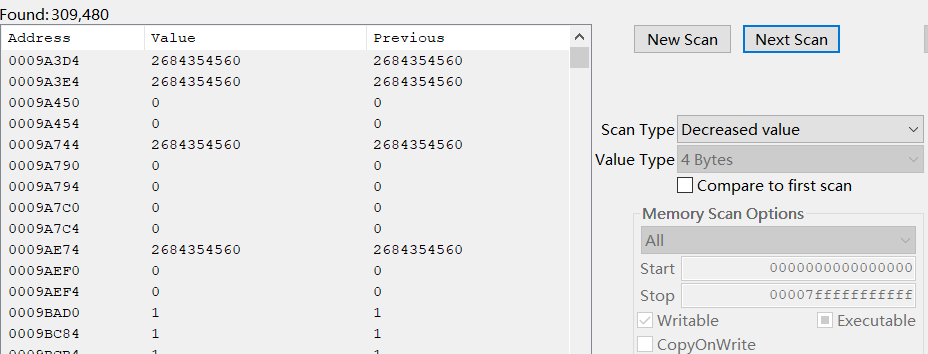 Found: 309,480
Address Value Previous
0009A3D4 2684354560 2684354560
0009A3E4 2684354560 2684354560
0009A450 0 0
0009A454 0 0
0009A744 2684354560 2684354560
0009A790 0 0
0009A794 0 0
0009A7C0 0 0
0009A7C4 0 0
0009AE74 2684354560 2684354560
0009AEF0 0 0
0009AEF4 0 0
0009BAD0 1 1
0009BC84 1 1
New Scan Next Scan
Scan Type Decreased value
Value Type 4 Bytes
Compare to first scan
Memory Scan Options
All
Start 0000000000000000
Stop 00007fffffffffff
Writable Executable
CopyOnWrite